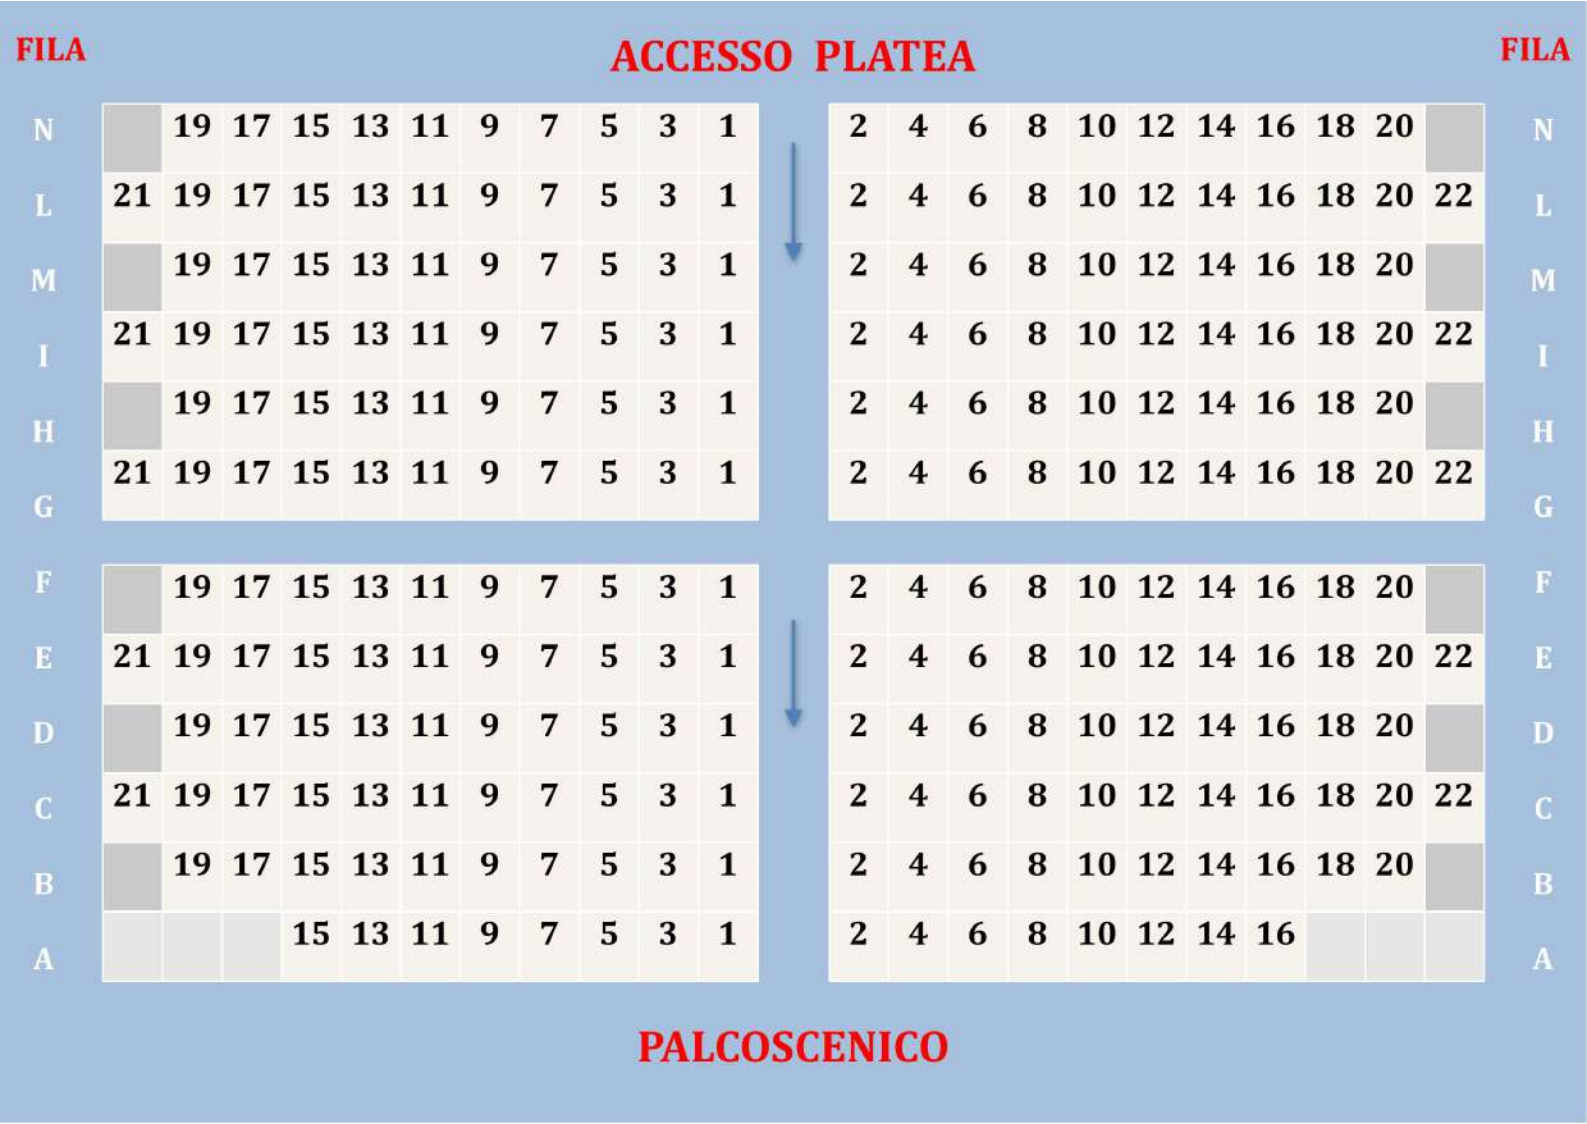 FILA ACCESSO PLATEA FILA
N 19 17 15 13 11 9 7 5 3 1 2 4 6 8 10 12 14 16 18 20 N
L 21 19 17 15 13 11 9 7 5 3 1 2 4 6 8 10 12 14 16 18 20 22 L
M 19 17 15 13 11 9 7 5 3 1 2 4 6 8 10 12 14 16 18 20 M
I 21 19 17 15 13 11 9 7 5 3 1 2 4 6 8 10 12 14 16 18 20 22 I
H 19 17 15 13 11 9 7 5 3 1 2 4 6 8 10 12 14 16 18 20 H
G 21 19 17 15 13 11 9 7 5 3 1 2 4 6 8 10 12 14 16 18 20 22 G
F 19 17 15 13 11 9 7 5 3 1 2 4 6 8 10 12 14 16 18 20 F
E 21 19 17 15 13 11 9 7 5 3 1 2 4 6 8 10 12 14 16 18 20 22 E
D 19 17 15 13 11 9 7 5 3 1 2 4 6 8 10 12 14 16 18 20 D
C 21 19 17 15 13 11 9 7 5 3 1 2 4 6 8 10 12 14 16 18 20 22 C
B 19 17 15 13 11 9 7 5 3 1 2 4 6 8 10 12 14 16 18 20 B
A 15 13 11 9 7 5 3 1 2 4 6 8 10 12 14 16 A
PALCOSCENICO